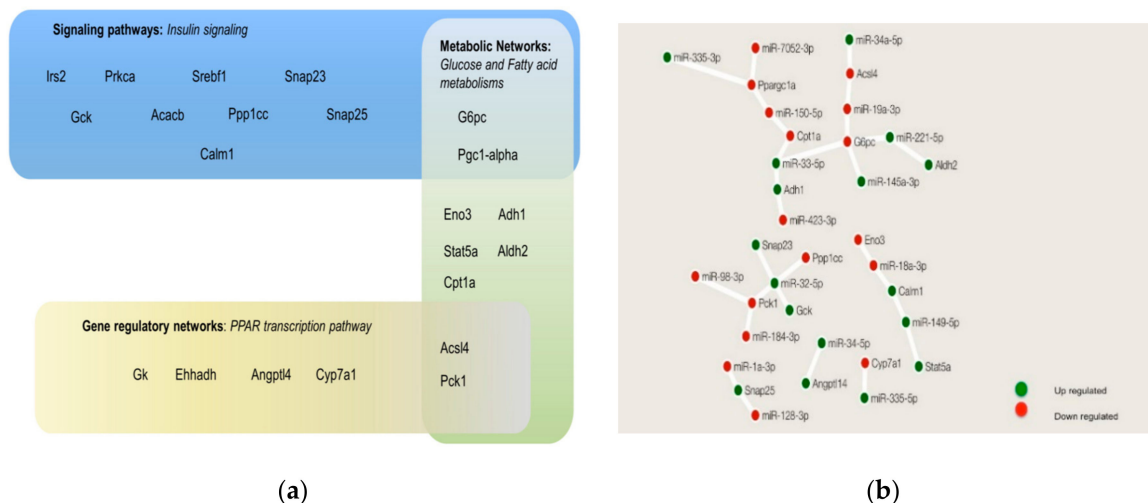 Signaling pathways: Insulin signaling
Irs2 Prkca Srebf1 Snap23
Gck Acacb Ppp1cc Snap25
Calm1
Metabolic Networks:
Glucose and Fatty acid
metabolisms
G6pc
Pgc1-alpha
Eno3 Adh1
Stat5a Aldh2
Cpt1a
Gene regulatory networks: PPAR transcription pathway
Gk Ehhadh Angptl4 Cyp7a1
Acsl4
Pck1
(a)
miR-34a-5p
miR-7052-3p
miR-335-3p
Acsl4
Ppargc1a
miR-19a-3p
miR-150-5p
Cpt1a
G6pc
miR-221-5p
miR-33-5p
Aldh2
miR-145a-3p
Adh1
miR-423-3p
Snap23
Eno3
Ppp1cc
miR-18a-3p
miR-98-3p
miR-32-5p
Calm1
Pck1
Gck
miR-149-5p
miR-184-3p
miR-34-5p
miR-1a-3p
Cyp7a1
Stat5a
Snap25
Angptl14
miR-335-5p
miR-128-3p
Up regulated
Down regulated
(b)